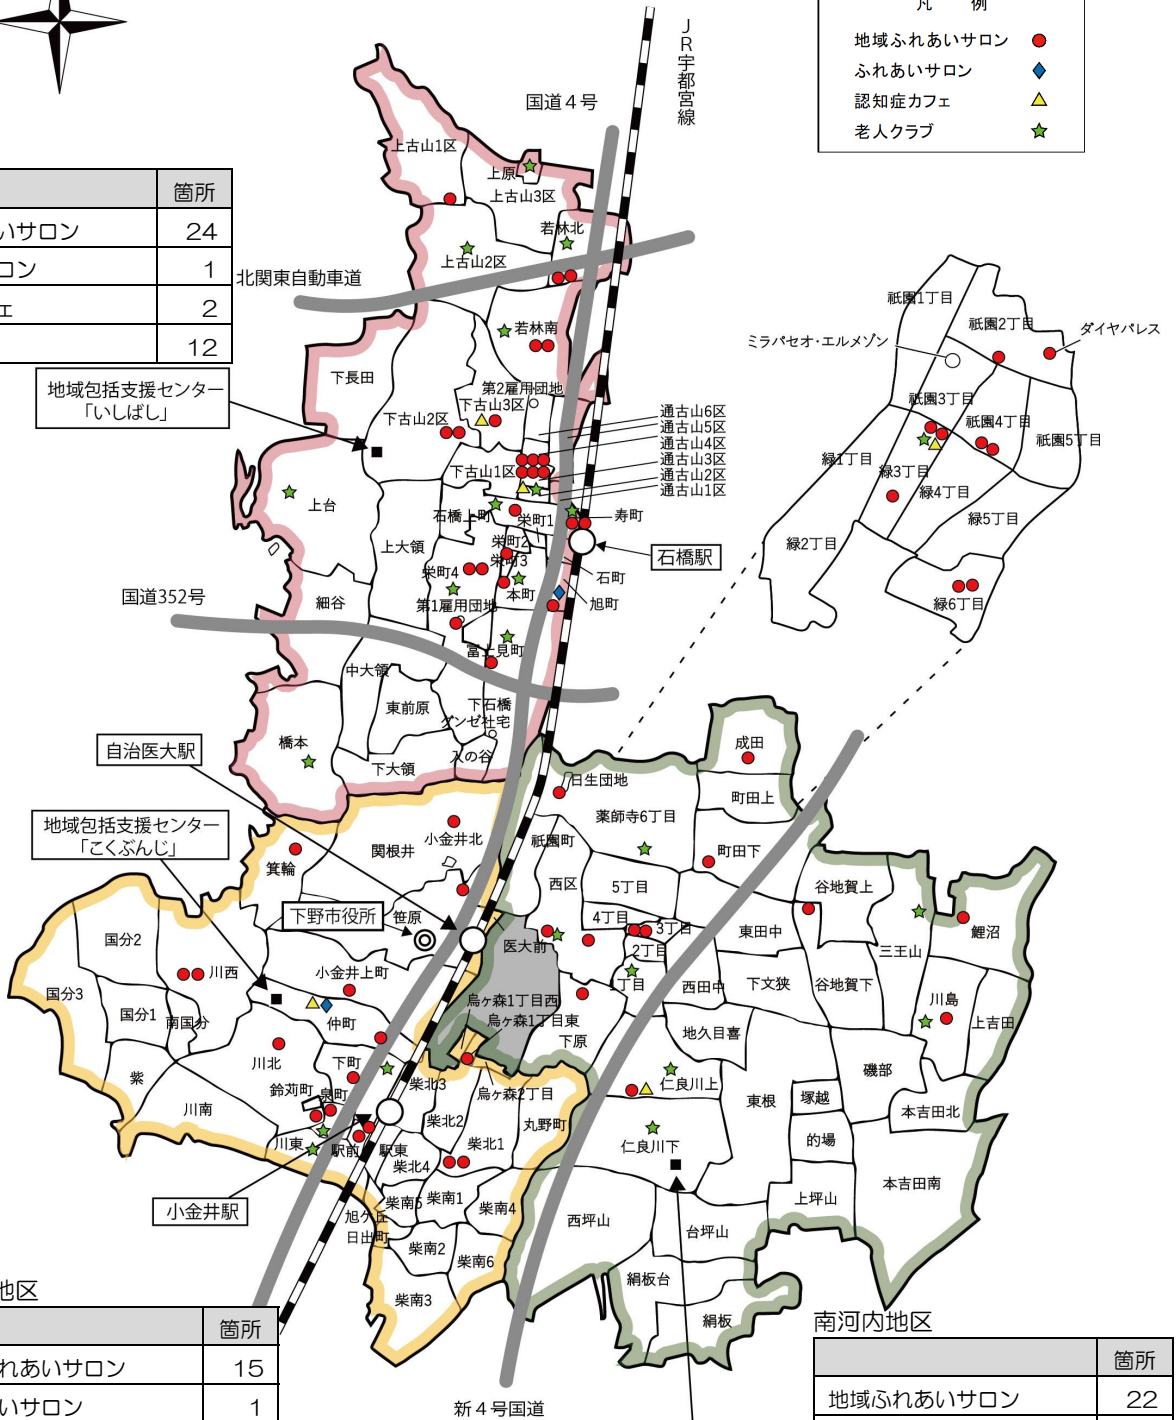 凡 例
地域ふれあいサロン
ふれあいサロン
認知症カフェ
老人クラブ
JR宇都宮線
国道4号
箇所
いサロン 24
ロン 1
ェ 2
12
地域包括支援センター
「いしばし」
北関東自動車道
上古山1区
上原
上古山3区
若林北
上古山2区
若林南
下長田
第2雇用団地
下古山3区
下古山2区
通古山6区
通古山5区
通古山4区
通古山3区
通古山2区
通古山1区
下古山1区
上台
石橋上町
栄町1
寿町
上大領
栄町2
栄町3
石橋駅
栄町4
石町
本町
旭町
細谷
第1雇用団地
国道352号
富士見町
中大領
東前原
下石橋
グンゼ社宅
橋本
入の谷
下大領
祇園1丁目
祇園2丁目
ダイヤパレス
ミラパセオ・エルメゾン
祇園3丁目
祇園4丁目
祇園5丁目
緑1丁目
緑3丁目
緑4丁目
緑5丁目
緑2丁目
緑6丁目
自治医大駅
地域包括支援センター
「こくぶんじ」
小金井北
関根井
箕輪
下野市役所
笹原
国分2
川西
小金井上町
国分3
国分1
南国分
仲町
川北
下町
紫
鈴苅町
泉町
川南
川東
駅前
駅東
小金井駅
旭ケ丘
日出町
柴北3
柴北2
柴北1
柴北4
柴南5
柴南1
柴南4
柴南2
柴南6
柴南3
烏ヶ森1丁目西
烏ヶ森1丁目東
烏ヶ森2丁目
丸野町
成田
日生団地
町田上
薬師寺6丁目
祇園町
町田下
西区
5丁目
谷地賀上
4丁目
3丁目
医大前
2丁目
東田中
鯉沼
三王山
1丁目
西田中
下文狭
谷地賀下
川島
上吉田
下原
地久目喜
磯部
仁良川上
東根
塚越
本吉田北
仁良川下
的場
本吉田南
上坪山
西坪山
台坪山
絹板台
絹板
新4号国道
地区
箇所
れあいサロン 15
いサロン 1
南河内地区
箇所
地域ふれあいサロン 22